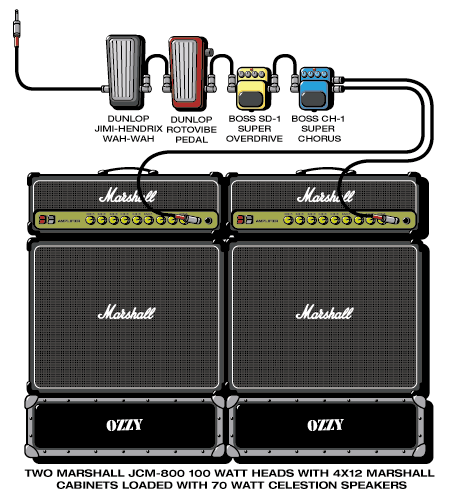 DUNLOP
JIMI-HENDRIX
WAH-WAH
DUNLOP
ROTOVIBE
PEDAL
BOSS SD-1
SUPER
OVERDRIVE
BOSS CH-1
SUPER
CHORUS
Marshall
Marshall
AMPLIFIER
AMPLIFIER
Marshall
Marshall
OZZY
OZZY
TWO MARSHALL JCM-800 100 WATT HEADS WITH 4X12 MARSHALL
CABINETS LOADED WITH 70 WATT CELESTION SPEAKERS